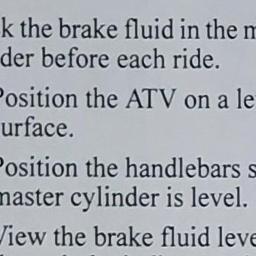 k the brake fluid in the m
der before each ride.
Position the ATV on a le
urface.
Position the handlebars s
master cylinder is level.
View the brake fluid leve